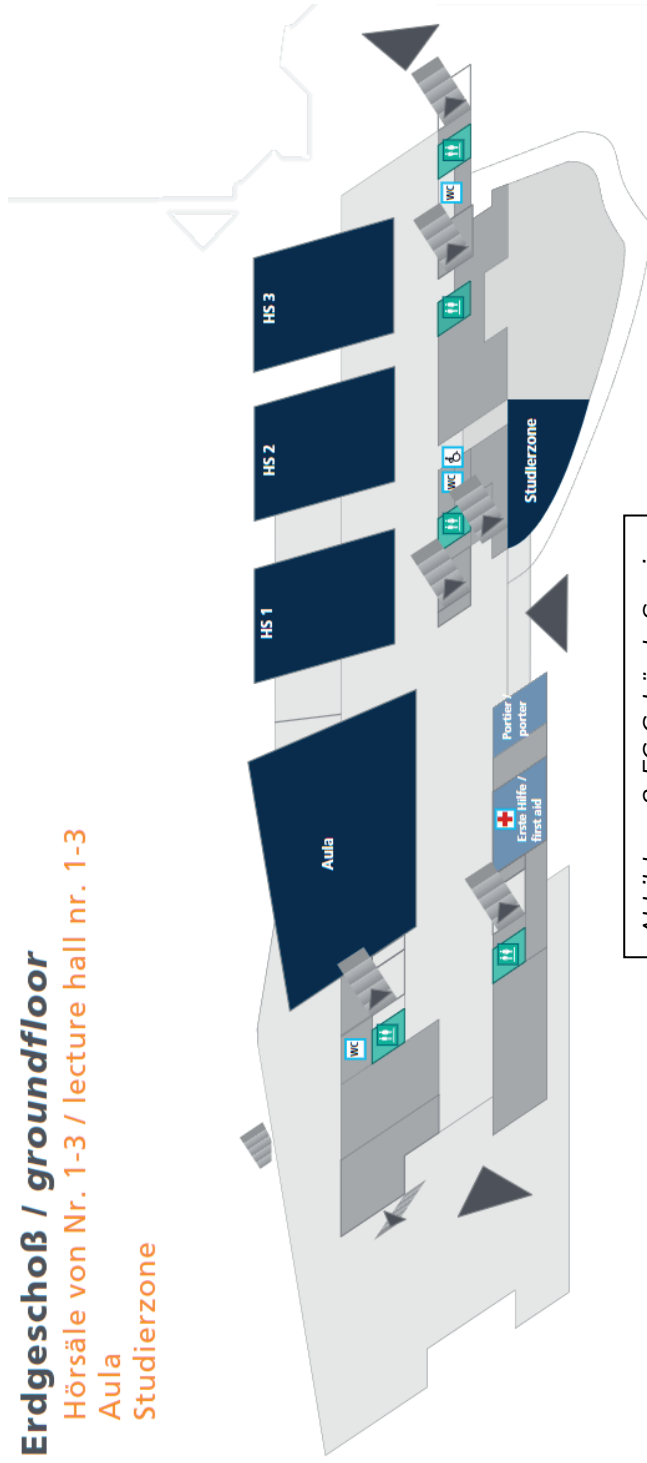 Erdgeschoß / groundfloor
Hörsäle von Nr. 1-3 / lecture hall nr. 1-3
Aula
Studierzone
HS 1
HS 2
HS 3
Aula
WC
WC
WC
Studierzone
Erste Hilfe /
first aid
Portier /
porter